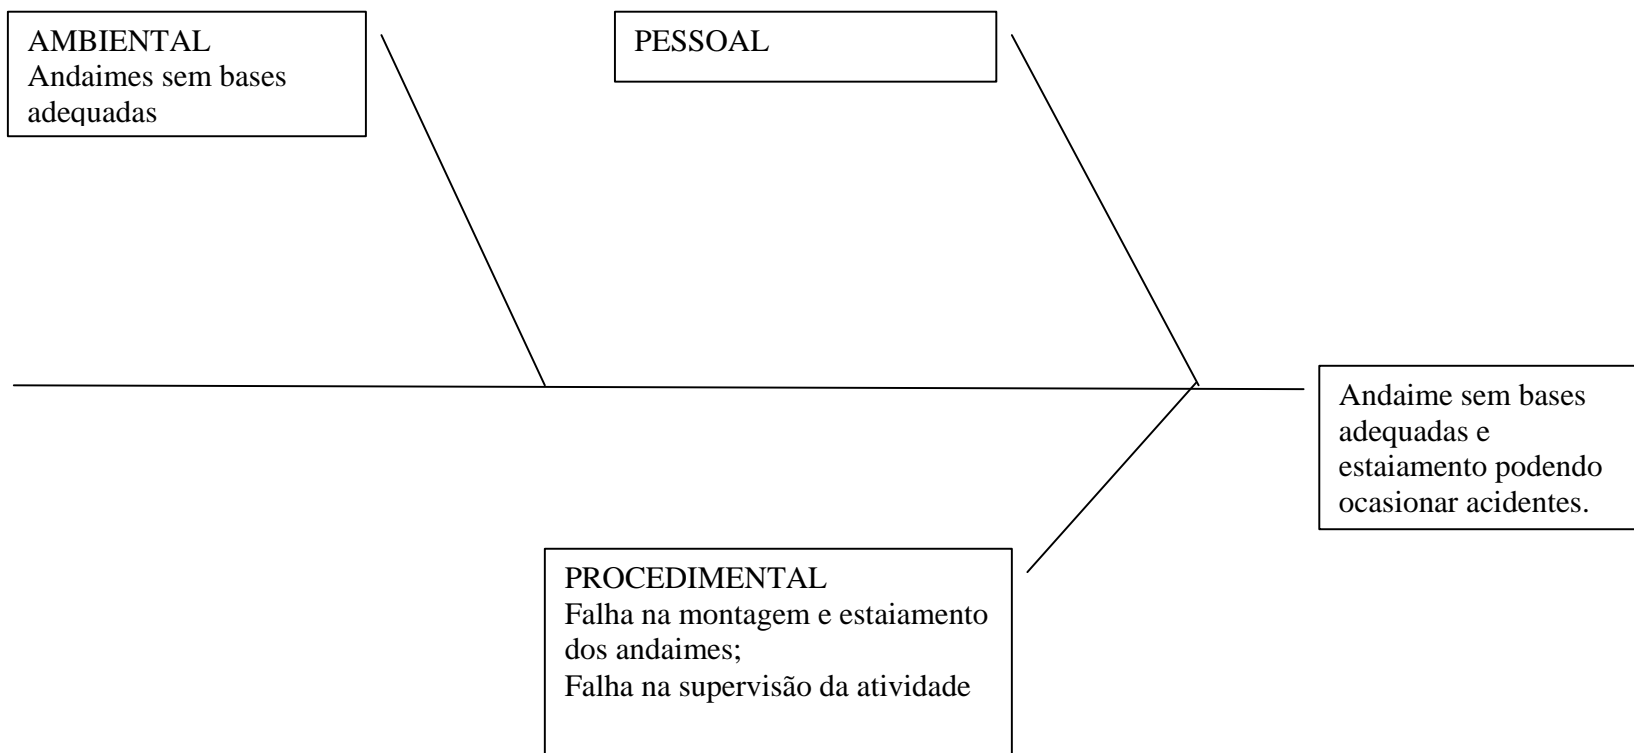 AMBIENTAL
Andaimes sem bases
adequadas
PESSOAL
Andaime sem bases
adequadas e
estaiamento podendo
ocasionar acidentes.
PROCEDIMENTAL
Falha na montagem e estaiamento
dos andaimes;
Falha na supervisão da atividade